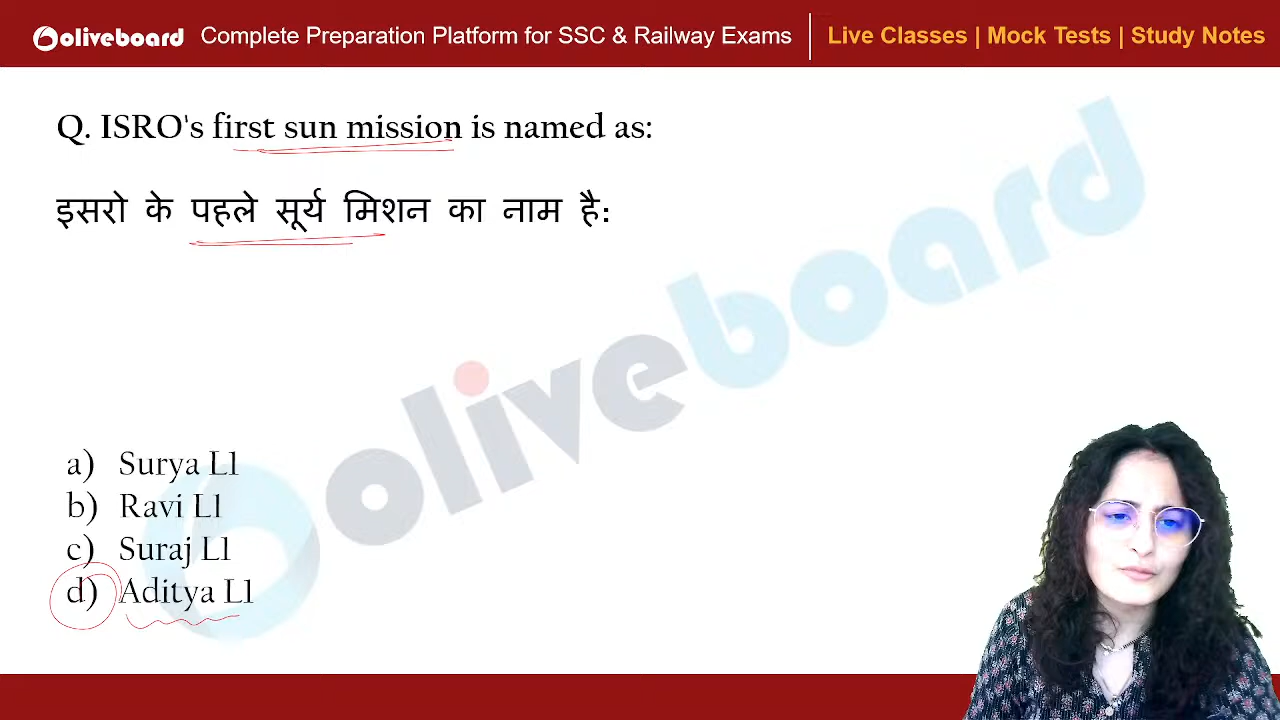 oliveboard Complete Preparation Platform for SSC & Railway Exams Live Classes | Mock Tests | Study Notes
Q. ISRO's first sun mission is named as:
इसरो के पहले सूर्य मिशन का नाम है:
oliveboard
a) Surya L1
b) Ravi L1
c) Suraj L1
d) Aditya L1